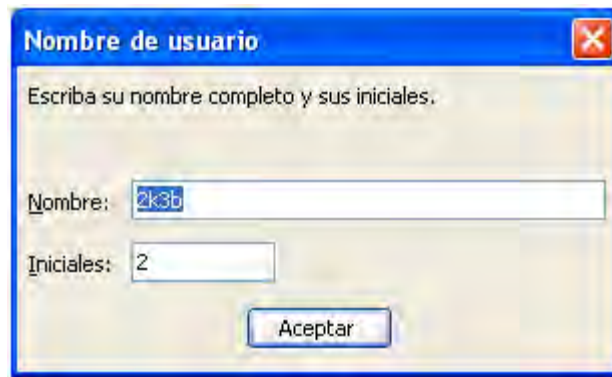 Nombre de usuario
Escriba su nombre completo y sus iniciales.
Nombre: 2k3b
Iniciales: 2
Aceptar